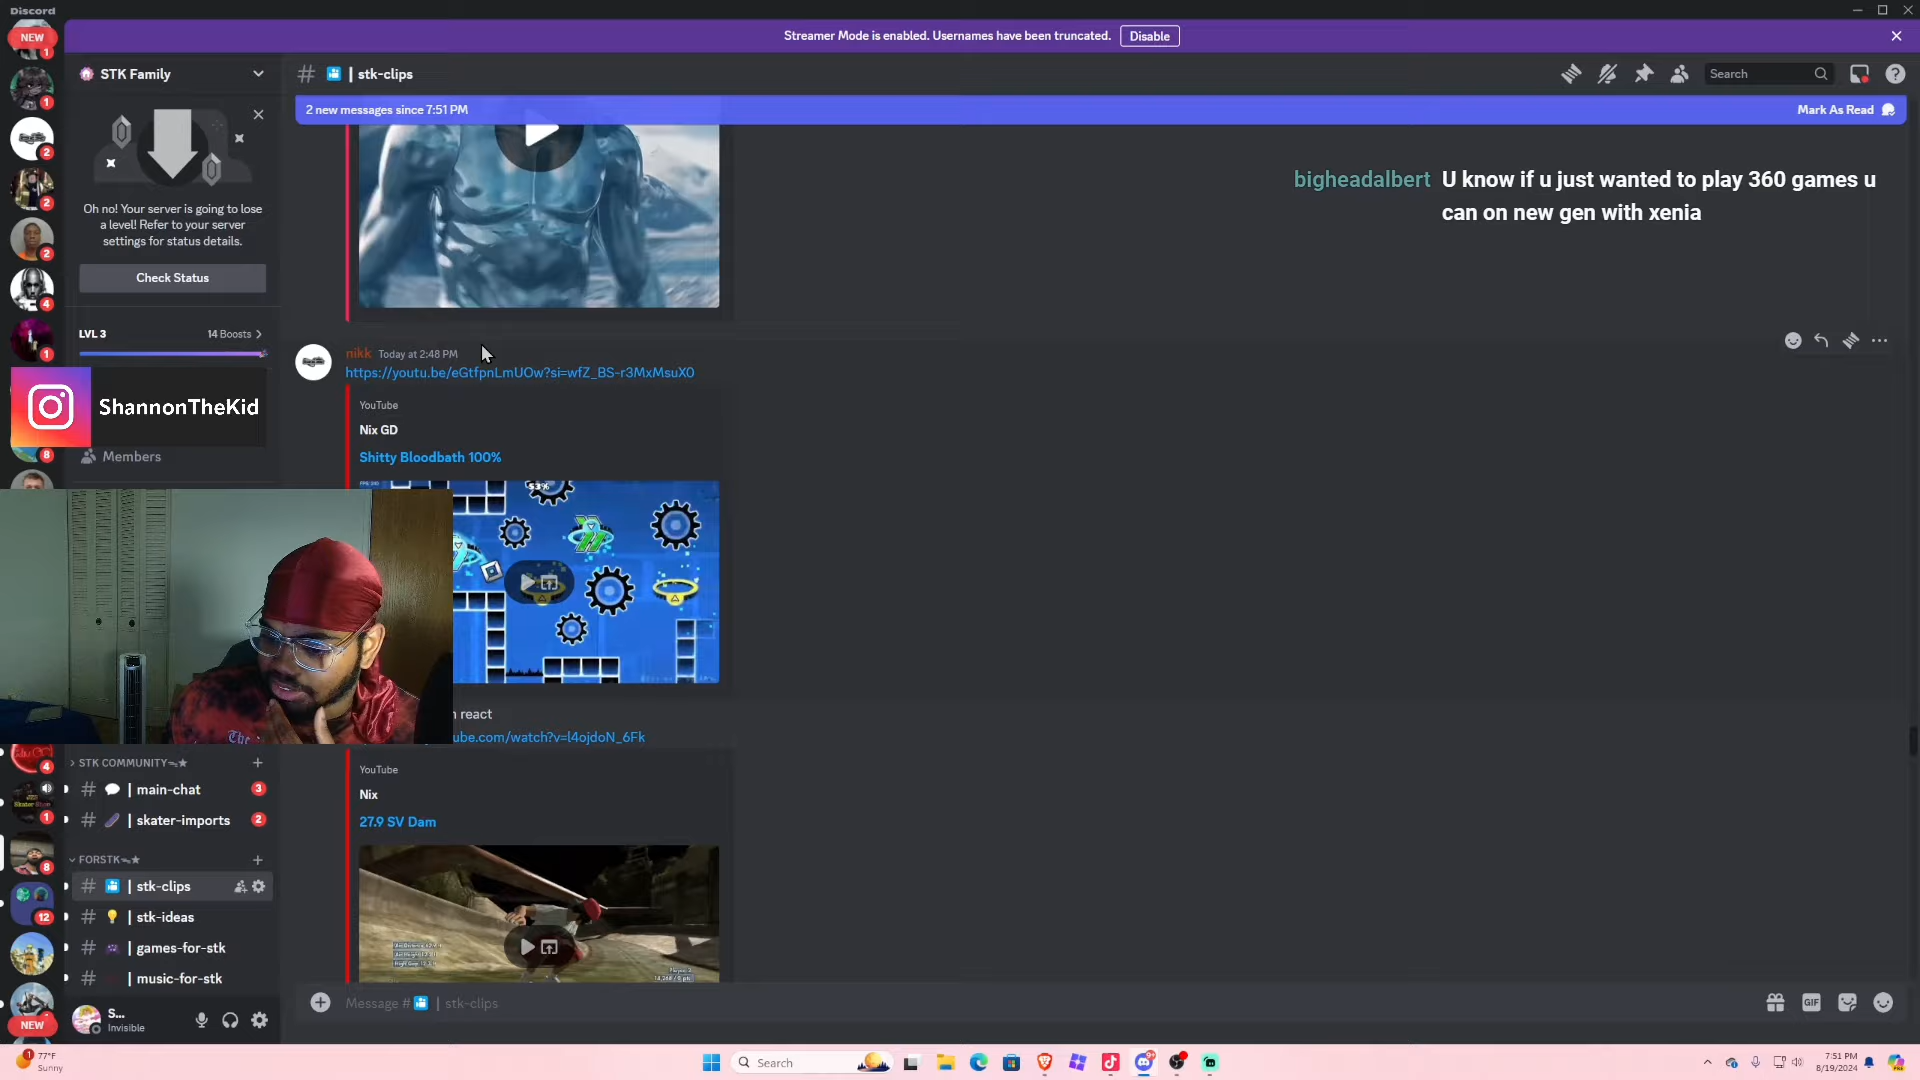 Discord
NEW
Streamer Mode is enabled. Usernames have been truncated. Disable
STK Family
| stk-clips
Search
2 new messages since 7:51 PM
Mark As Read
bigheadalbert U know if u just wanted to play 360 games u
can on new gen with xenia
Oh no! Your server is going to lose
a level! Refer to your server
settings for status details.
Check Status
LVL 3
14 Boosts
ShannonTheKid
Members
nikk Today at 2:48 PM
https://youtu.be/eGtfpnLmUOw?si=wfZ_BS-r3MxMsuX0
YouTube
Nix GD
Shitty Bloodbath 100%
53%
react
ube.com/watch?v=l4ojdoN_6Fk
YouTube
Nix
27.9 SV Dam
STK COMMUNITY
| main-chat 3
| skater-imports 2
FORSTK
| stk-clips
| stk-ideas
| games-for-stk
| music-for-stk
S...
Invisible
NEW
Message # | stk-clips
GIF
77°F
Sunny
Search
7:51 PM
8/19/2024